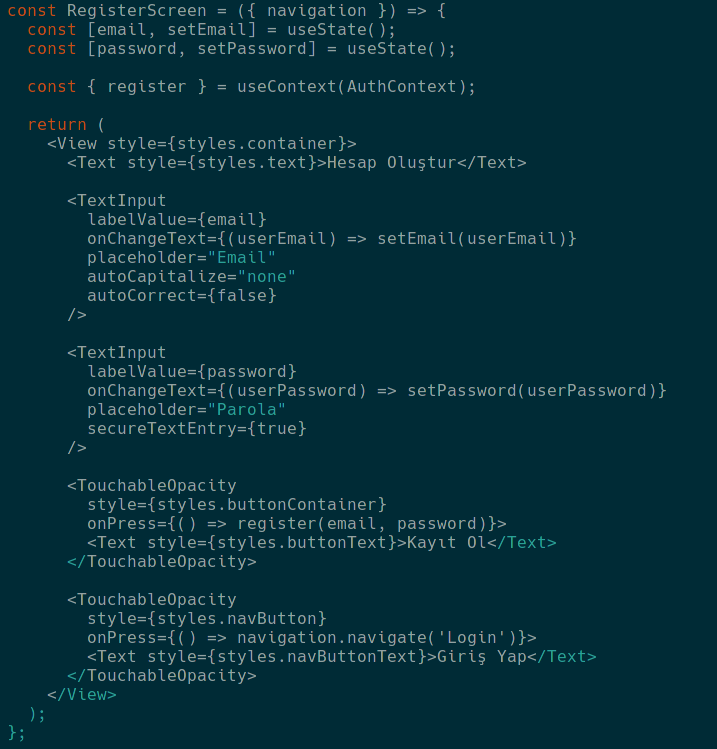 const RegisterScreen = ({ navigation }) => {
const [email, setEmail] = useState();
const [password, setPassword] = useState();
const { register } = useContext(AuthContext);
return (
<View style={styles.container}>
<Text style={styles.text}>Hesap Oluştur</Text>
<TextInput
labelValue={email}
onChangeText={(userEmail) => setEmail(userEmail)}
placeholder="Email"
autoCapitalize="none"
autoCorrect={false}
/>
<TextInput
labelValue={password}
onChangeText={(userPassword) => setPassword(userPassword)}
placeholder="Parola"
secureTextEntry={true}
/>
<TouchableOpacity
style={styles.buttonContainer}
onPress={() => register(email, password)}>
<Text style={styles.buttonText}>Kayıt Ol</Text>
</TouchableOpacity>
<TouchableOpacity
style={styles.navButton}
onPress={() => navigation.navigate('Login')}>
<Text style={styles.navButtonText}>Giriş Yap</Text>
</TouchableOpacity>
</View>
);
};